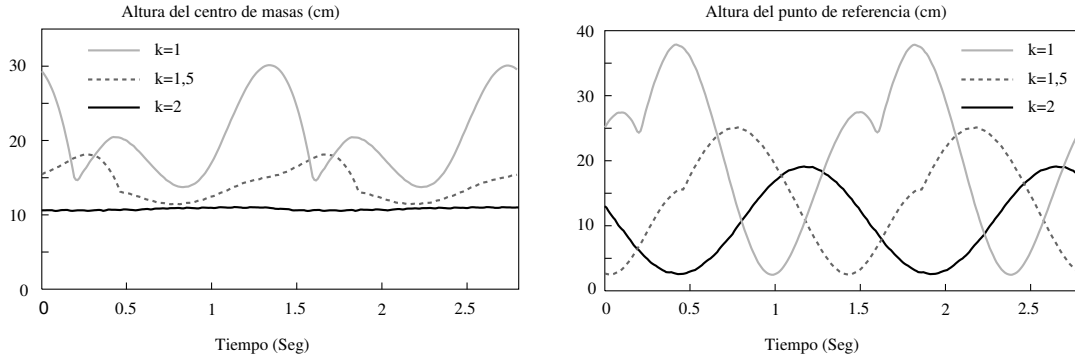 Altura del centro de masas (cm)
30
20
10
0
k=1
k=1,5
k=2
0 0.5 1 1.5 2 2.5
Tiempo (Seg)
Altura del punto de referencia (cm)
40
30
20
10
0
k=1
k=1,5
k=2
0 0.5 1 1.5 2 2.5
Tiempo (Seg)